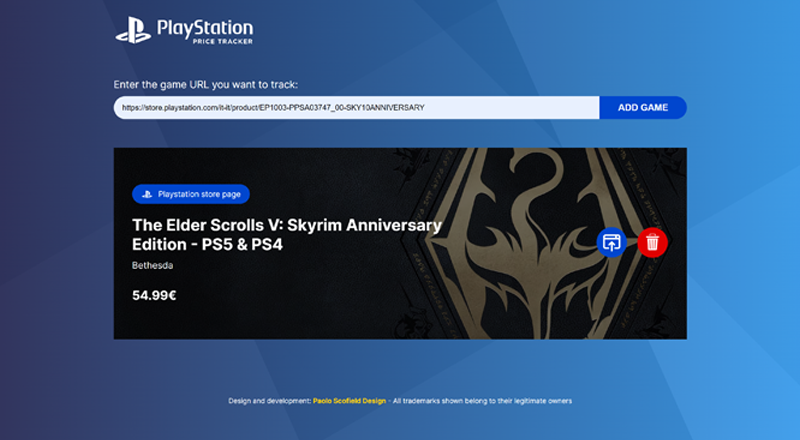 PlayStation
PRICE TRACKER
Enter the game URL you want to track:
https://store.playstation.com/it-it/product/EP1003-PPSA03747_00-SKY10ANNIVERSARY
ADD GAME
Playstation store page
The Elder Scrolls V: Skyrim Anniversary
Edition - PS5 & PS4
Bethesda
54.99€
Design and development: Paolo Scofield Design - All trademarks shown belong to their legitimate owners